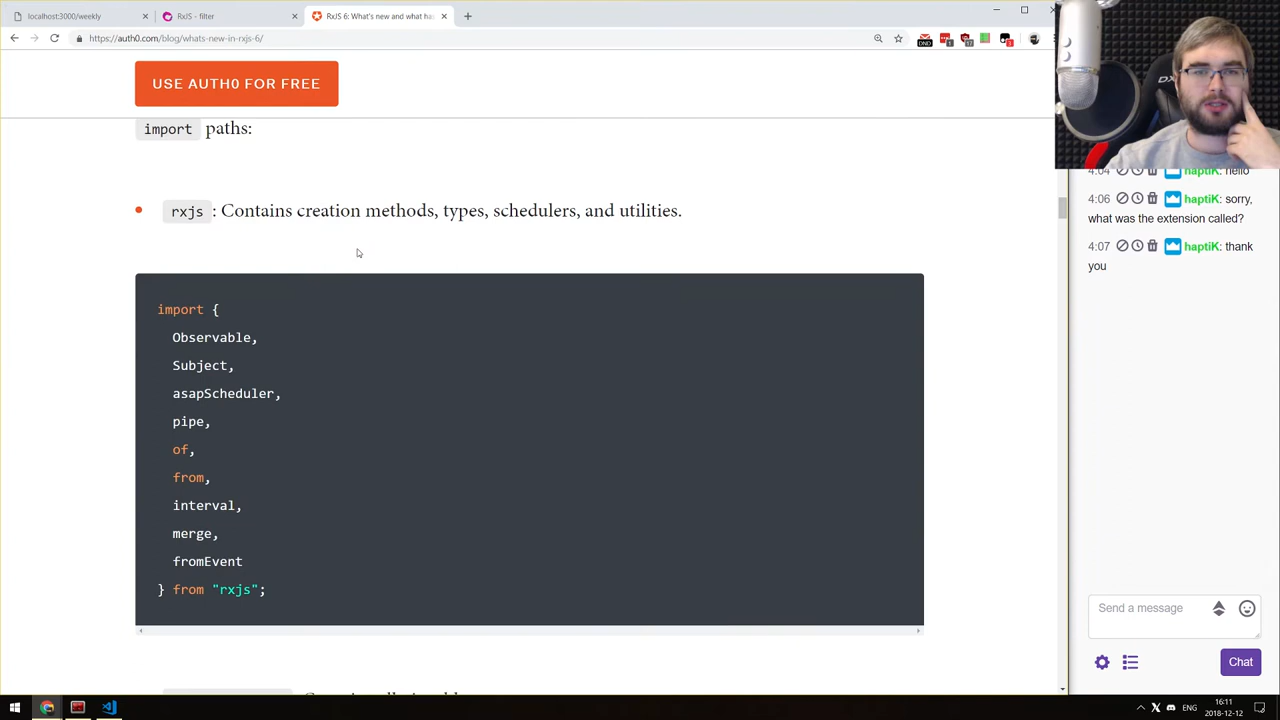 localhost:3000/weekly
RxJS - filter
RxJS 6: What's new and what ha
https://auth0.com/blog/whats-new-in-rxjs-6/
DND
USE AUTH0 FOR FREE
import paths:
rxjs : Contains creation methods, types, schedulers, and utilities.
import {
Observable,
Subject,
asapScheduler,
pipe,
of,
from,
interval,
merge,
fromEvent
} from "rxjs";
4:04 haptiK: hello
4:06 haptiK: sorry,
what was the extension called?
4:07 haptiK: thank
you
Send a message
Chat
ENG
16:11
2018-12-12